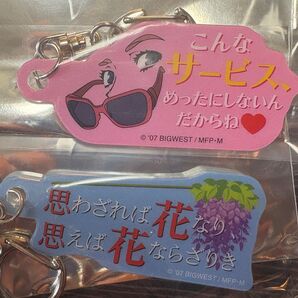 こんな
サービス、
めったにしないん
だからね♥
© '07 BIGWEST / MFP・M
思わざれば花なり
思えば花ならざりき
© '07 BIGWEST / MFP・M